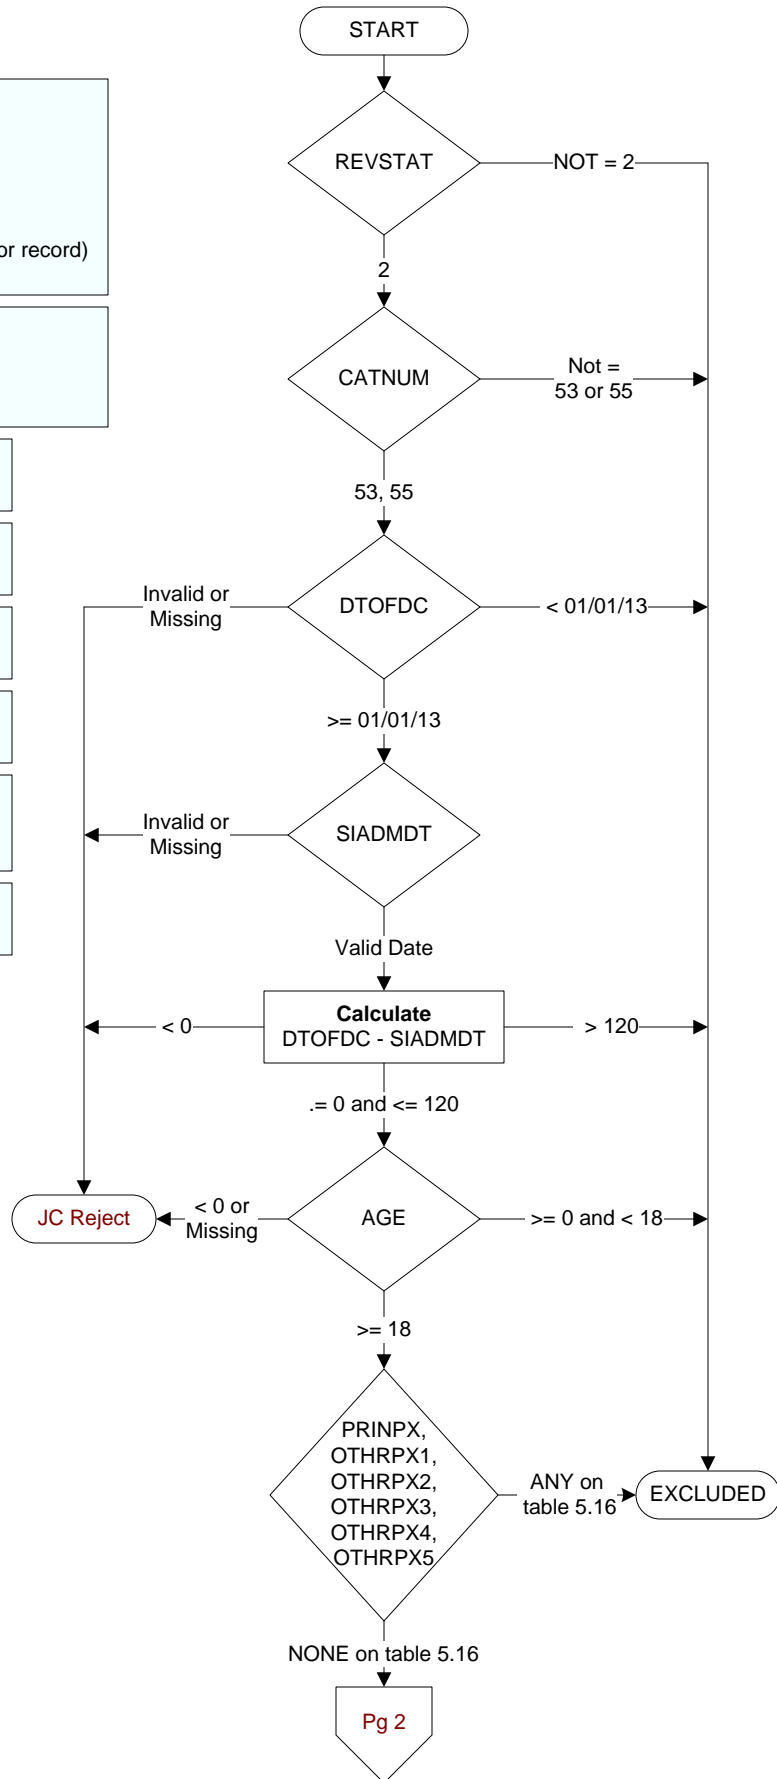 START
REVSTAT
NOT = 2
or record)
2
CATNUM
Not =
53 or 55
53, 55
Invalid or
Missing
DTOFDC
< 01/01/13
>= 01/01/13
Invalid or
Missing
SIADMDT
Valid Date
< 0
Calculate
DTOFDC - SIADMDT
> 120
.= 0 and <= 120
JC Reject
< 0 or
Missing
AGE
>= 0 and < 18
>= 18
PRINPX,
OTHRPX1,
OTHRPX2,
OTHRPX3,
OTHRPX4,
OTHRPX5
ANY on
table 5.16
EXCLUDED
NONE on table 5.16
Pg 2